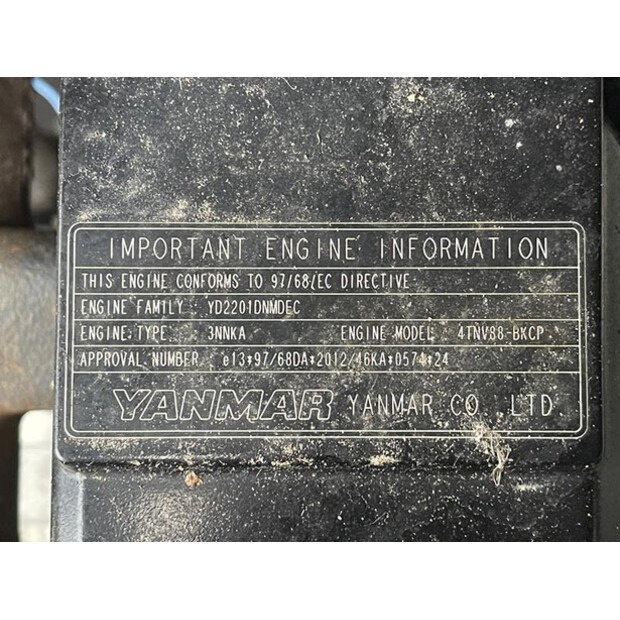 IMPORTANT ENGINE INFORMATION
THIS ENGINE CONFORMS TO 97/68/EC DIRECTIVE
ENGINE FAMILY : YD2201DNMDEC
ENGINE TYPE : 3NNKA ENGINE MODEL : 4TNV88-BKCP
APPROVAL NUMBER : e13*97/68DA*2012/46KA*0574*24
YANMAR YANMAR CO., LTD.